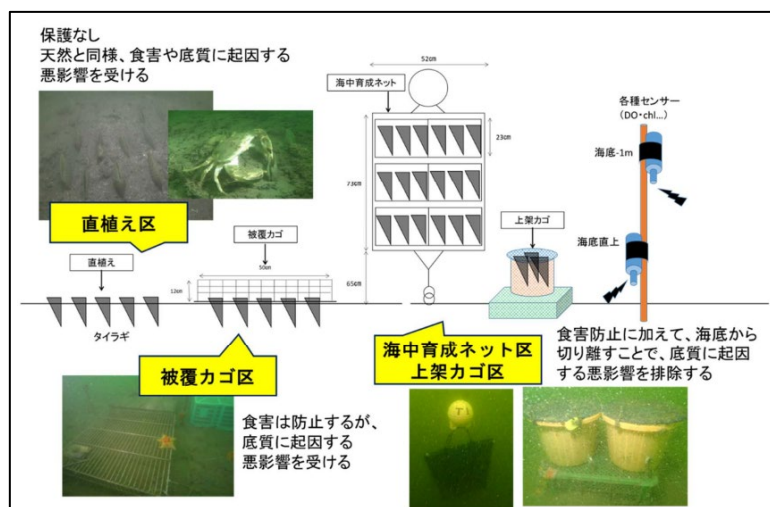 保護なし
天然と同様、食害や底質に起因する
悪影響を受ける
直植え区
直植え
タイラギ
被覆カゴ
50cm
12cm
被覆カゴ区
食害は防止するが、
底質に起因する
悪影響を受ける
海中育成ネット
52cm
23cm
73cm
65cm
上架カゴ
海中育成ネット区
上架カゴ区
各種センサー
(DO・chl...)
海底-1m
海底直上
食害防止に加えて、海底から
切り離すことで、底質に起因
する悪影響を排除する